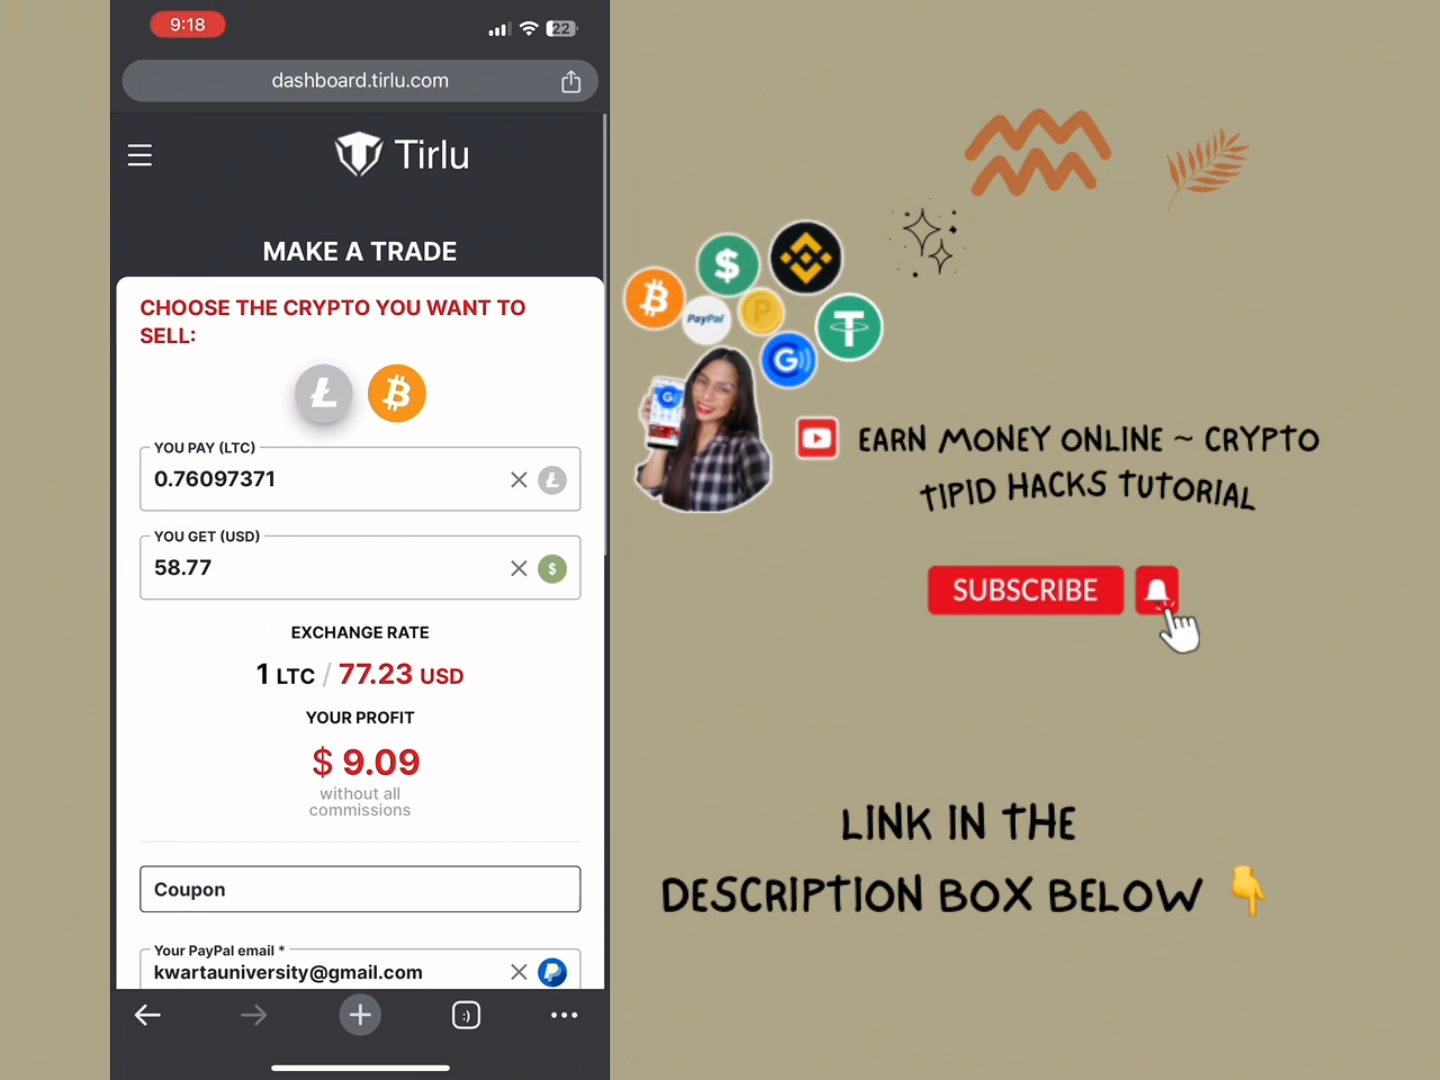 9:18
22
dashboard.tirlu.com
Tirlu
MAKE A TRADE
CHOOSE THE CRYPTO YOU WANT TO
SELL:
YOU PAY (LTC)
0.76097371
YOU GET (USD)
58.77
$
EXCHANGE RATE
1 LTC / 77.23 USD
YOUR PROFIT
$ 9.09
without all
commissions
Coupon
Your PayPal email *
kwartauniversity@gmail.com
:)
$
PayPal
P
G
EARN MONEY ONLINE ~ CRYPTO
TIPID HACKS TUTORIAL
SUBSCRIBE
LINK IN THE
DESCRIPTION BOX BELOW 👇